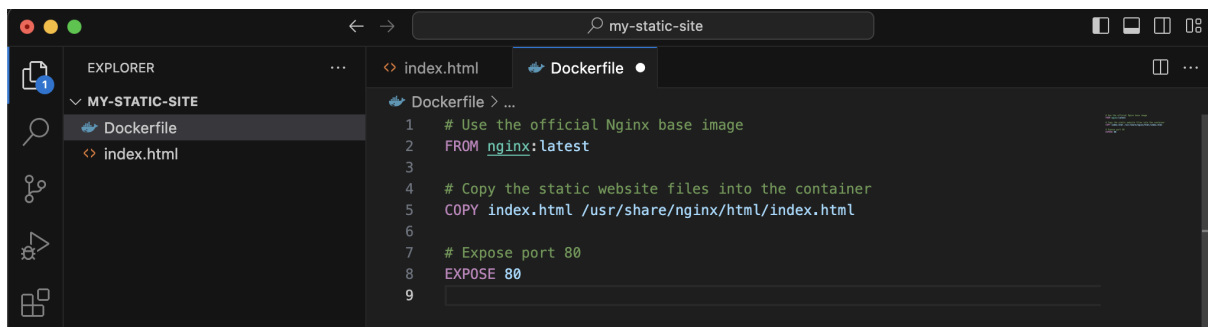 my-static-site
EXPLORER
MY-STATIC-SITE
Dockerfile
index.html
1
index.html
Dockerfile
Dockerfile > ...
1 # Use the official Nginx base image
2 FROM nginx:latest
3
4 # Copy the static website files into the container
5 COPY index.html /usr/share/nginx/html/index.html
6
7 # Expose port 80
8 EXPOSE 80
9